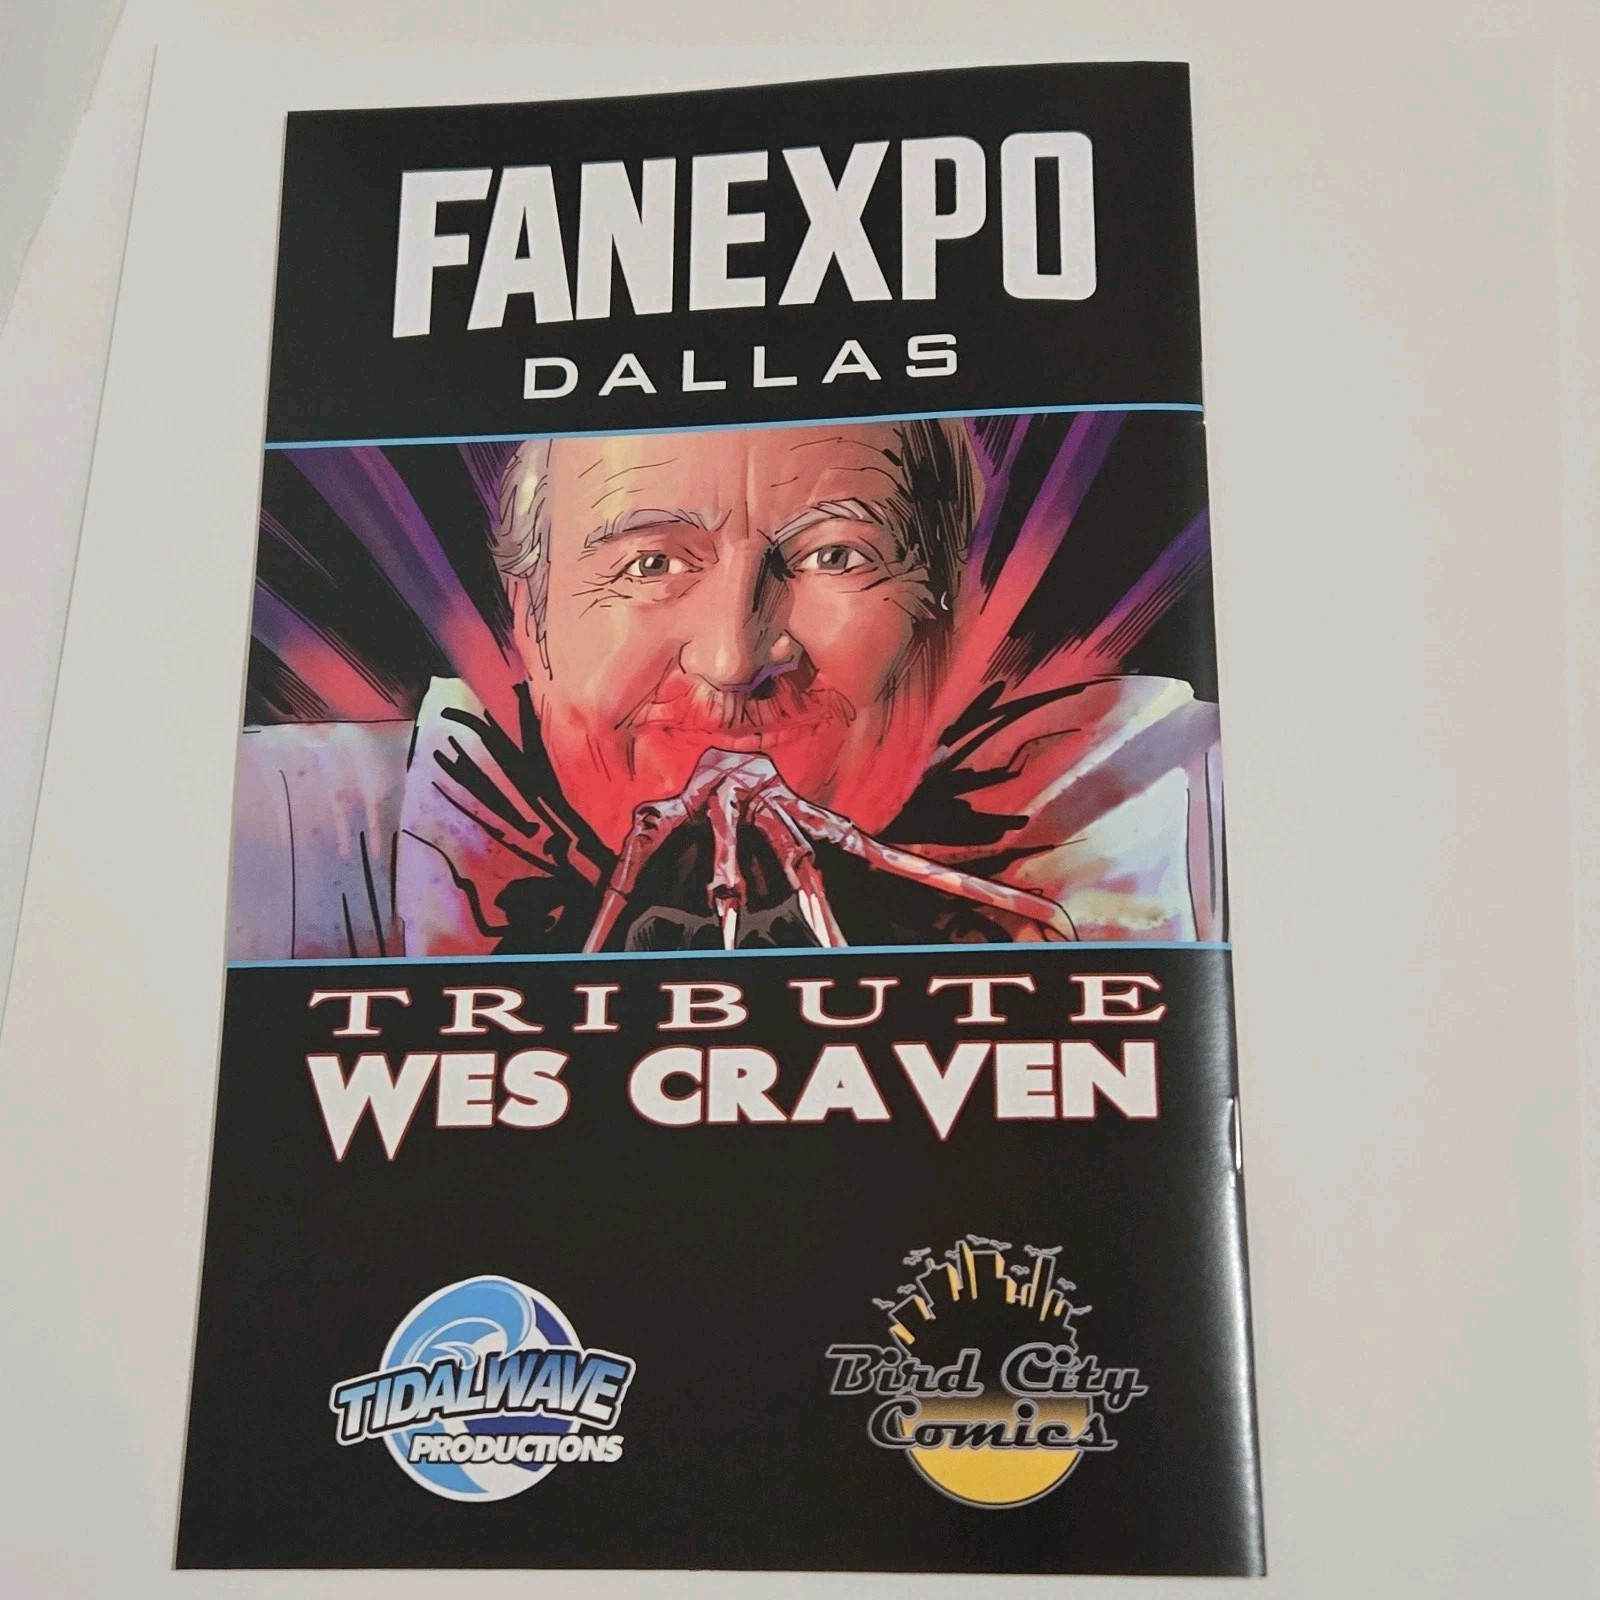 FANEXPO
DALLAS
TRIBUTE
WES CRAVEN
TIDALWAVE
PRODUCTIONS
Bird City
Comics